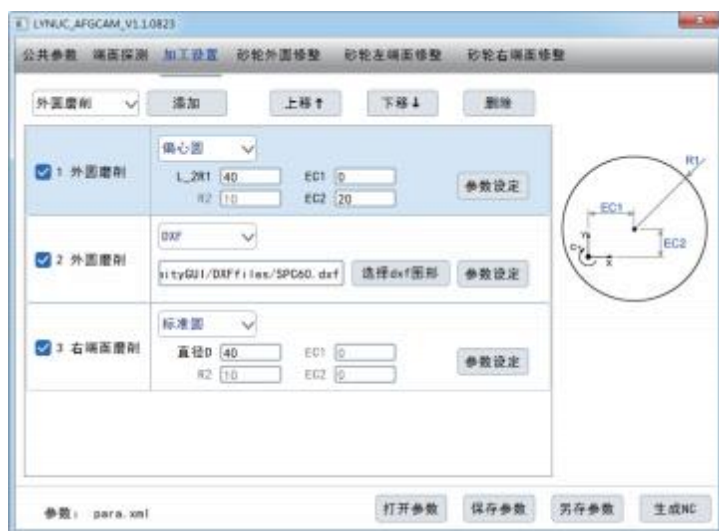 LYNUC_AFGCAM_V1.1.0823
公共参数 端面探测 加工设置 砂轮外面修整 砂轮左端面修整 砂轮右端面修整
外圆磨削 添加 上移↑ 下移↓ 删除
1 外圆磨削
偏心圆
L_2R1 40 EC1 0
R2 10 EC2 20
参数设定
2 外圆磨削
DXF
ityGUI/DXFfiles/SPC60.dxf 选择dxf图形 参数设定
3 右端面磨削
标准圆
直径D 40 EC1 0
R2 10 EC2 0
参数设定
R1
EC1
EC2
Y
C
X
参数: para.xml 打开参数 保存参数 另存参数 生成NC